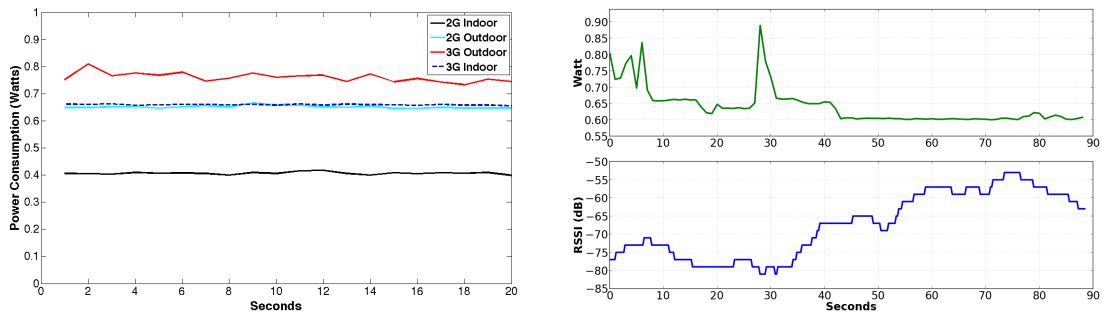 Power Consumption (Watts)
1
0.9
0.8
0.7
0.6
0.5
0.4
0.3
0.2
0.1
0
0 2 4 6 8 10 12 14 16 18 20
Seconds
2G Indoor
2G Outdoor
3G Outdoor
3G Indoor
Watt
0.90
0.85
0.80
0.75
0.70
0.65
0.60
0.55
0 10 20 30 40 50 60 70 80 90
RSSI (dB)
−50
−55
−60
−65
−70
−75
−80
−85
0 10 20 30 40 50 60 70 80 90
Seconds